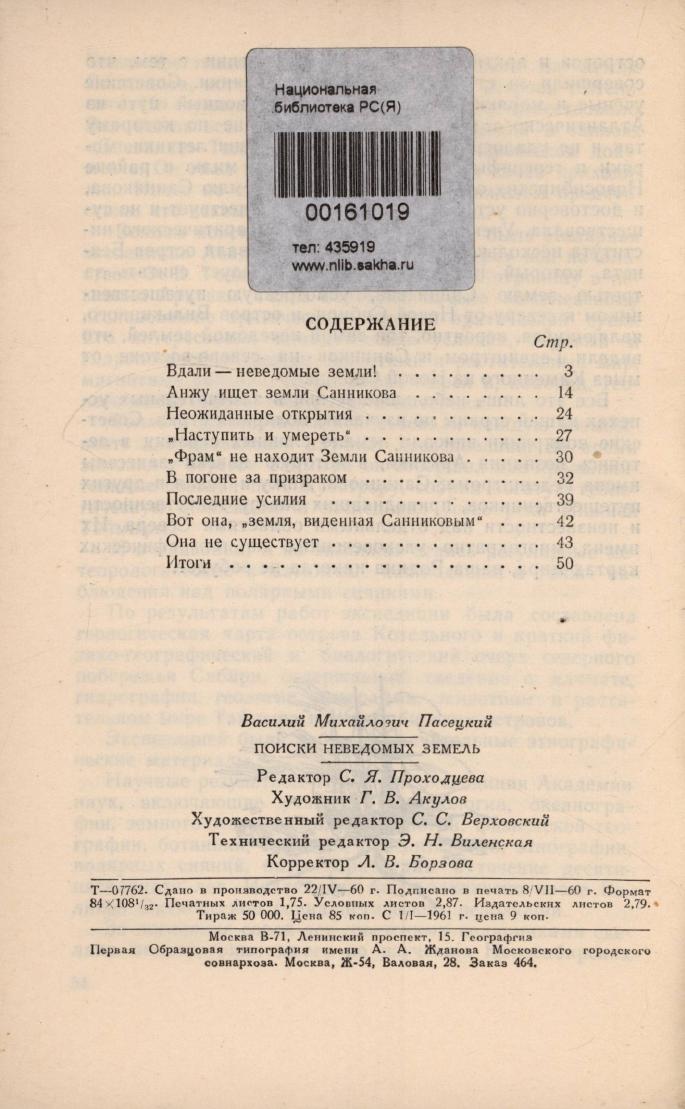 Национальная
библиотека РС(Я)
00161019
тел: 435919
www.nlib.sakha.ru
СОДЕРЖАНИЕ
Стр.
Вдали — неведомые земли! . . . . . . . . . . 3
Анжу ищет земли Санникова . . . . . . . . . 14
Неожиданные открытия . . . . . . . . . . . 24
„Наступить и умереть“ . . . . . . . . . . . 27
„Фрам“ не находит Земли Санникова . . . . . 30
В погоне за призраком . . . . . . . . . . . 32
Последние усилия . . . . . . . . . . . . . 39
Вот она, „земля, виденная Санниковым“ . . . 42
Она не существует . . . . . . . . . . . . . 43
Итоги . . . . . . . . . . . . . . . . . . 50
Василий Михайлович Пасецкий
ПОИСКИ НЕВЕДОМЫХ ЗЕМЕЛЬ
Редактор С. Я. Проходцева
Художник Г. В. Акулов
Художественный редактор С. С. Верховский
Технический редактор Э. Н. Виленская
Корректор Л. В. Борзова
Т—07762. Сдано в производство 22/IV—60 г. Подписано в печать 8/VII—60 г. Формат
84×108¹/₃₂. Печатных листов 1,75. Условных листов 2,87. Издательских листов 2,79.
Тираж 50 000. Цена 85 коп. С 1/I—1961 г. цена 9 коп.
Москва В-71, Ленинский проспект, 15. Географгиз
Первая Образцовая типография имени А. А. Жданова Московского городского
совнархоза. Москва, Ж-54, Валовая, 28. Заказ 464.